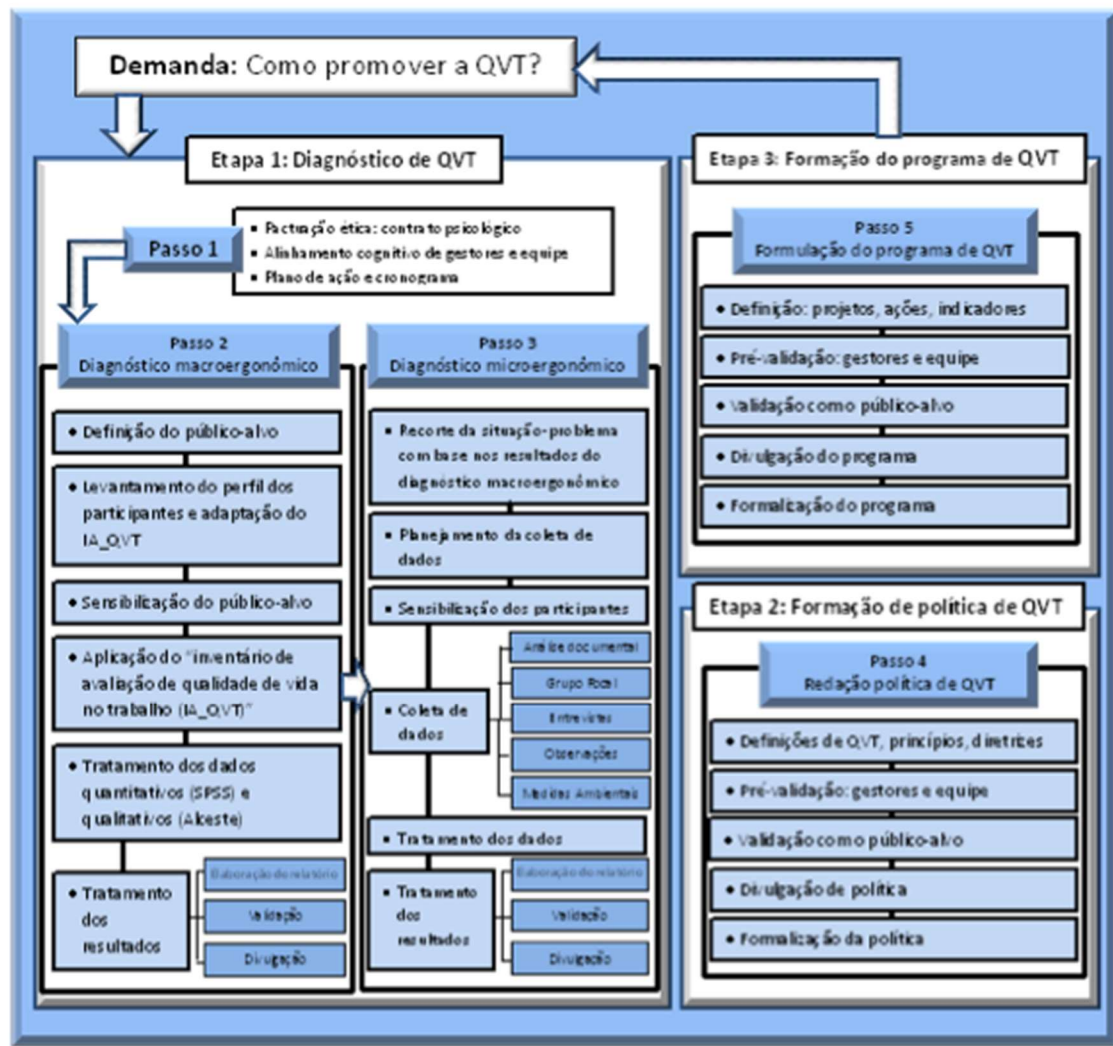 Demanda: Como promover a QVT?
Etapa 1: Diagnóstico de QVT
Passo 1
▪ Pactuação ética: contrato psicológico
▪ Alinhamento cognitivo de gestores e equipe
▪ Plano de ação e cronograma
Passo 2
Diagnóstico macroergonômico
• Definição do público-alvo
• Levantamento do perfil dos
participantes e adaptação do
IA_QVT
• Sensibilização do público-alvo
• Aplicação do "inventário de
avaliação de qualidade de vida
no trabalho (IA_QVT)"
• Tratamento dos dados
quantitativos (SPSS) e
qualitativos (Alceste)
• Tratamento
dos
resultados
Elaboração do relatório
Validação
Divulgação
Passo 3
Diagnóstico microergonômico
▪ Recorte da situação-problema
com base nos resultados do
diagnóstico macroergonômico
▪ Planejamento da coleta de
dados
▪ Sensibilização dos participantes
▪ Coleta de
dados
Análise documental
Grupo Focal
Entrevistas
Observações
Medidas Ambientais
▪ Tratamento dos dados
▪ Tratamento
dos
resultados
Elaboração do relatório
Validação
Divulgação
Etapa 3: Formação do programa de QVT
Passo 5
Formulação do programa de QVT
• Definição: projetos, ações, indicadores
• Pré-validação: gestores e equipe
• Validação como público-alvo
• Divulgação do programa
• Formalização do programa
Etapa 2: Formação de política de QVT
Passo 4
Redação política de QVT
• Definições de QVT, princípios, diretrizes
• Pré-validação: gestores e equipe
• Validação como público-alvo
• Divulgação de política
• Formalização da política